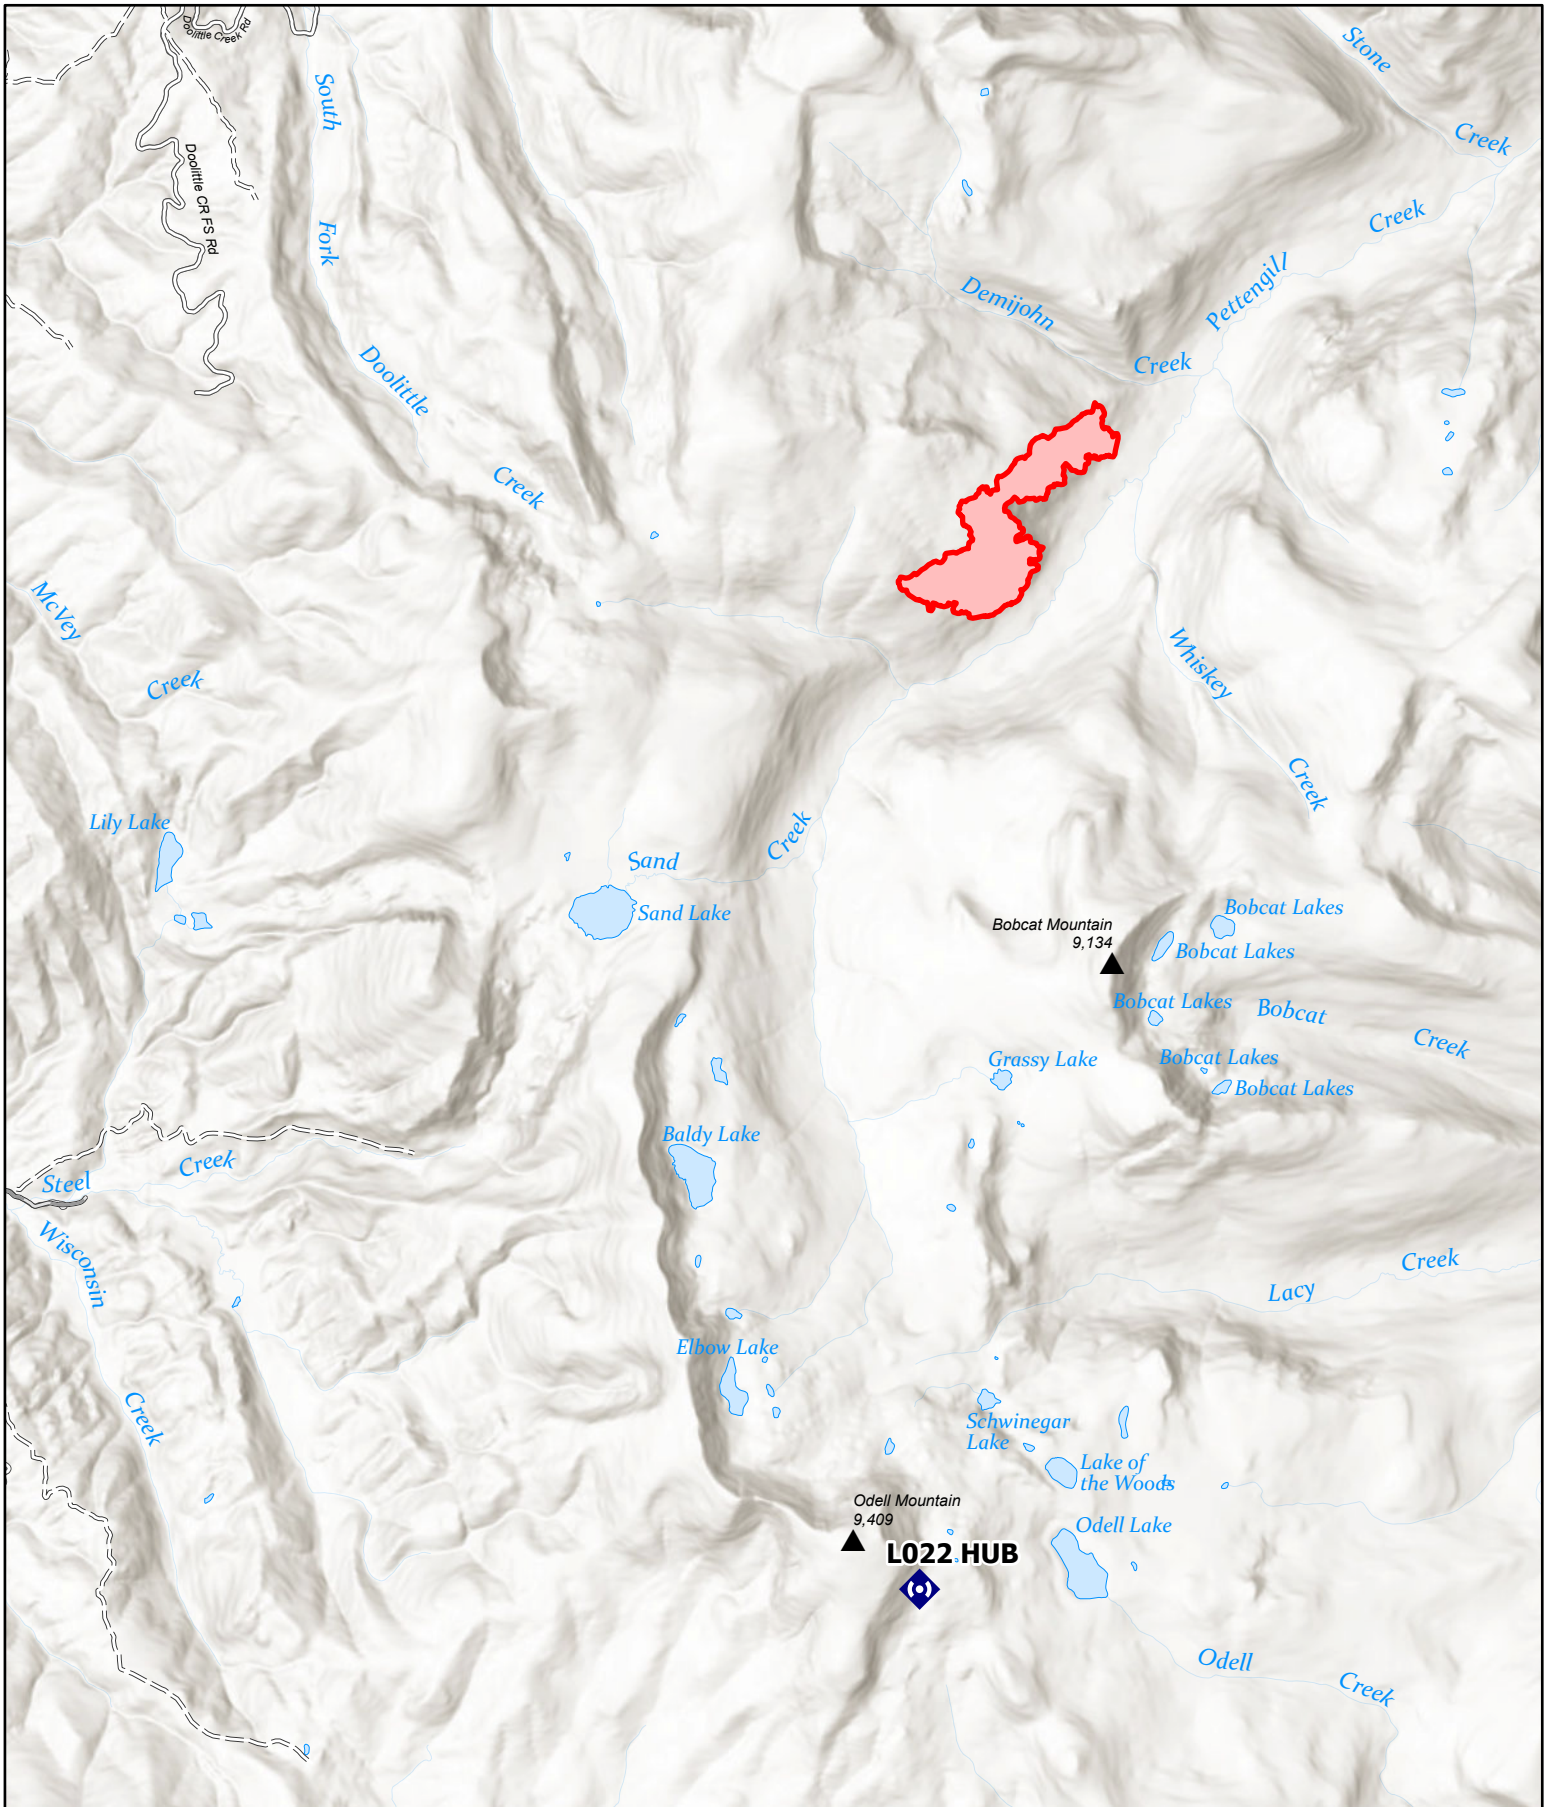 Doolittle Creek Rd
Stone
Creek
South
Doolittle CR FS Rd
Creek
Fork
Pettengill
Demijohn
Creek
Doolittle
Creek
McVey
Creek
Whiskey
Creek
Lily Lake
Sand
Creek
Sand Lake
Bobcat Mountain
9,134
Bobcat Lakes
Bobcat Lakes
Bobcat Lakes
Bobcat
Creek
Grassy Lake
Bobcat Lakes
Bobcat Lakes
Baldy Lake
Steel
Creek
Wisconsin
Creek
Lacy
Creek
Elbow Lake
Schwinegar
Lake
Lake of
the Woods
Odell Mountain
9,409
Odell Lake
L022 HUB
Odell
Creek